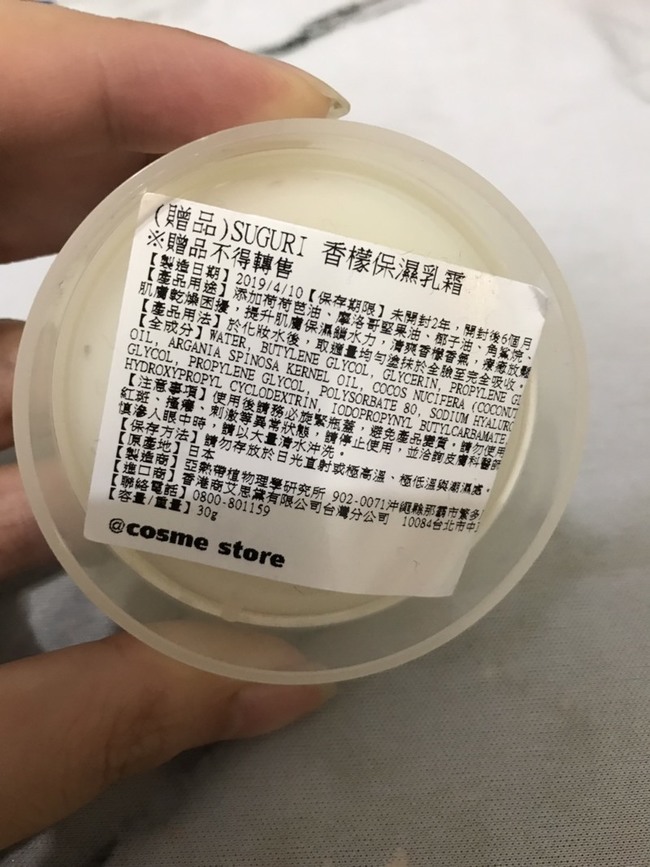 (贈品)SUGURI 香檬保濕乳霜
※贈品不得轉售
【製造日期】2019/4/10【保存期限】未開封2年，開封後6個月
【產品用途】添加荷荷芭油、摩洛哥堅果油、椰子油、角鯊烷、
肌膚乾燥困擾，提升肌膚保濕鎖水力，清爽香檬香氣，療癒放鬆
【產品用法】於化妝水後，取適量均勻塗抹於全臉至完全吸收。
【全成分】WATER, BUTYLENE GLYCOL, GLYCERIN, PROPYLENE GL
OIL, ARGANIA SPINOSA KERNEL OIL, COCOS NUCIFERA (COCONUT
GLYCOL, PROPYLENE GLYCOL, POLYSORBATE 80, SODIUM HYALURO
HYDROXYPROPYL CYCLODEXTRIN, IODOPROPYNYL BUTYLCARBAMATE
【注意事項】使用後請務必旋緊瓶蓋，避免產品變質。請勿使用
紅斑、搔癢、刺激等異常狀態，請停止使用，並洽詢皮膚科醫師
慎滲入眼中時，請以大量清水沖洗。
【保存方法】請勿存放於日光直射或極高溫、極低溫與潮濕處。
【原產地】日本
【製造商】亞熱帶植物理學研究所 902-0071沖繩縣那霸市繁多
【進口商】香港商艾思黛有限公司台灣分公司 10084台北市中
【聯絡電話】0800-801159
【容量/重量】30g
@cosme store